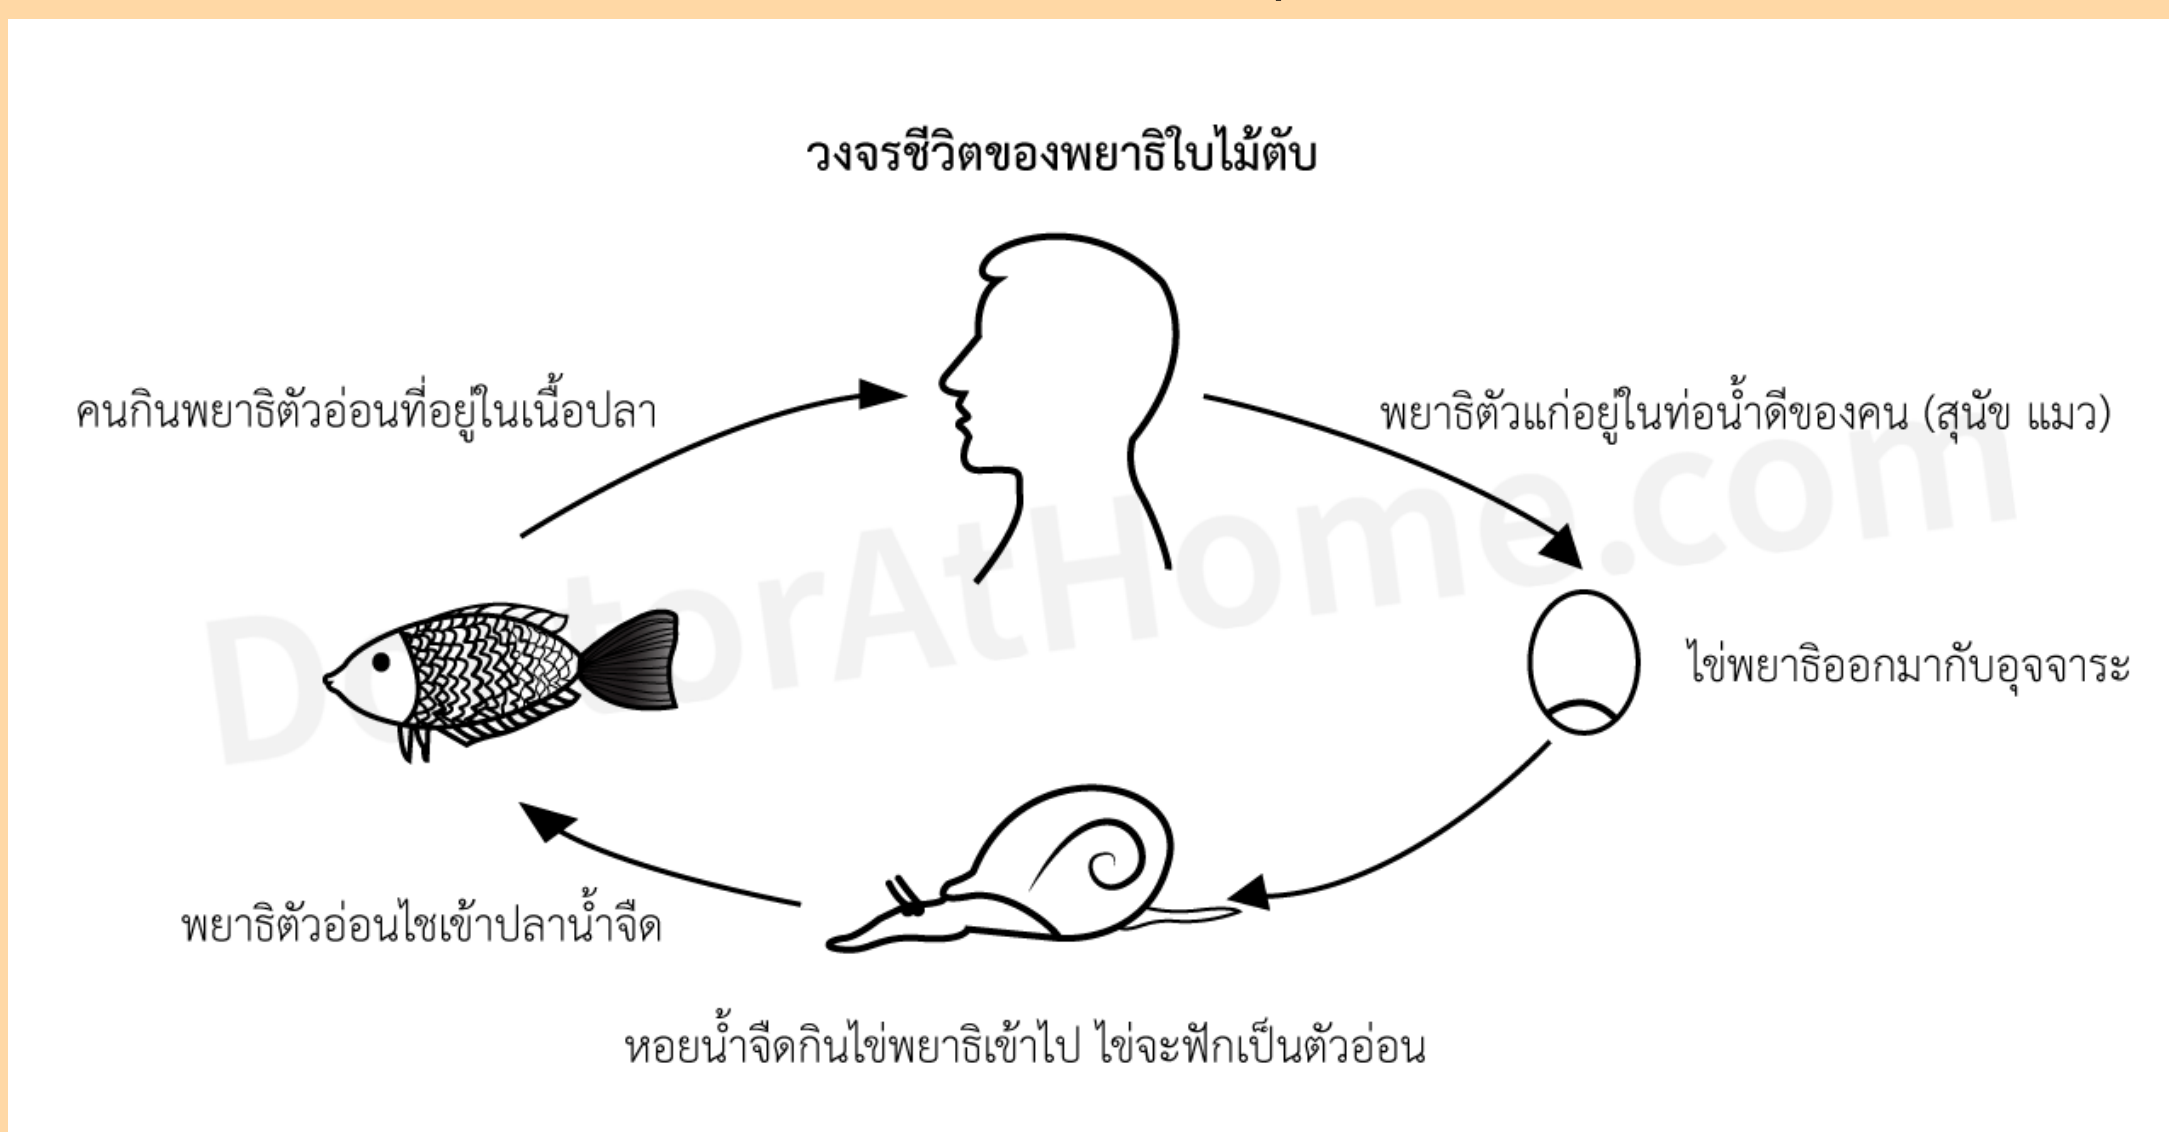 วงจรชีวิตของพยาธิใบไม้ตับ
คนกินพยาธิตัวอ่อนที่อยู่ในเนื้อปลา
พยาธิตัวแก่อยู่ในท่อน้ำดีของคน (สุนัข แมว)
DoctorAtHome.com
ไข่พยาธิออกมากับอุจจาระ
พยาธิตัวอ่อนไชเข้าปลาน้ำจืด
หอยน้ำจืดกินไข่พยาธิเข้าไป ไข่จะฟักเป็นตัวอ่อน